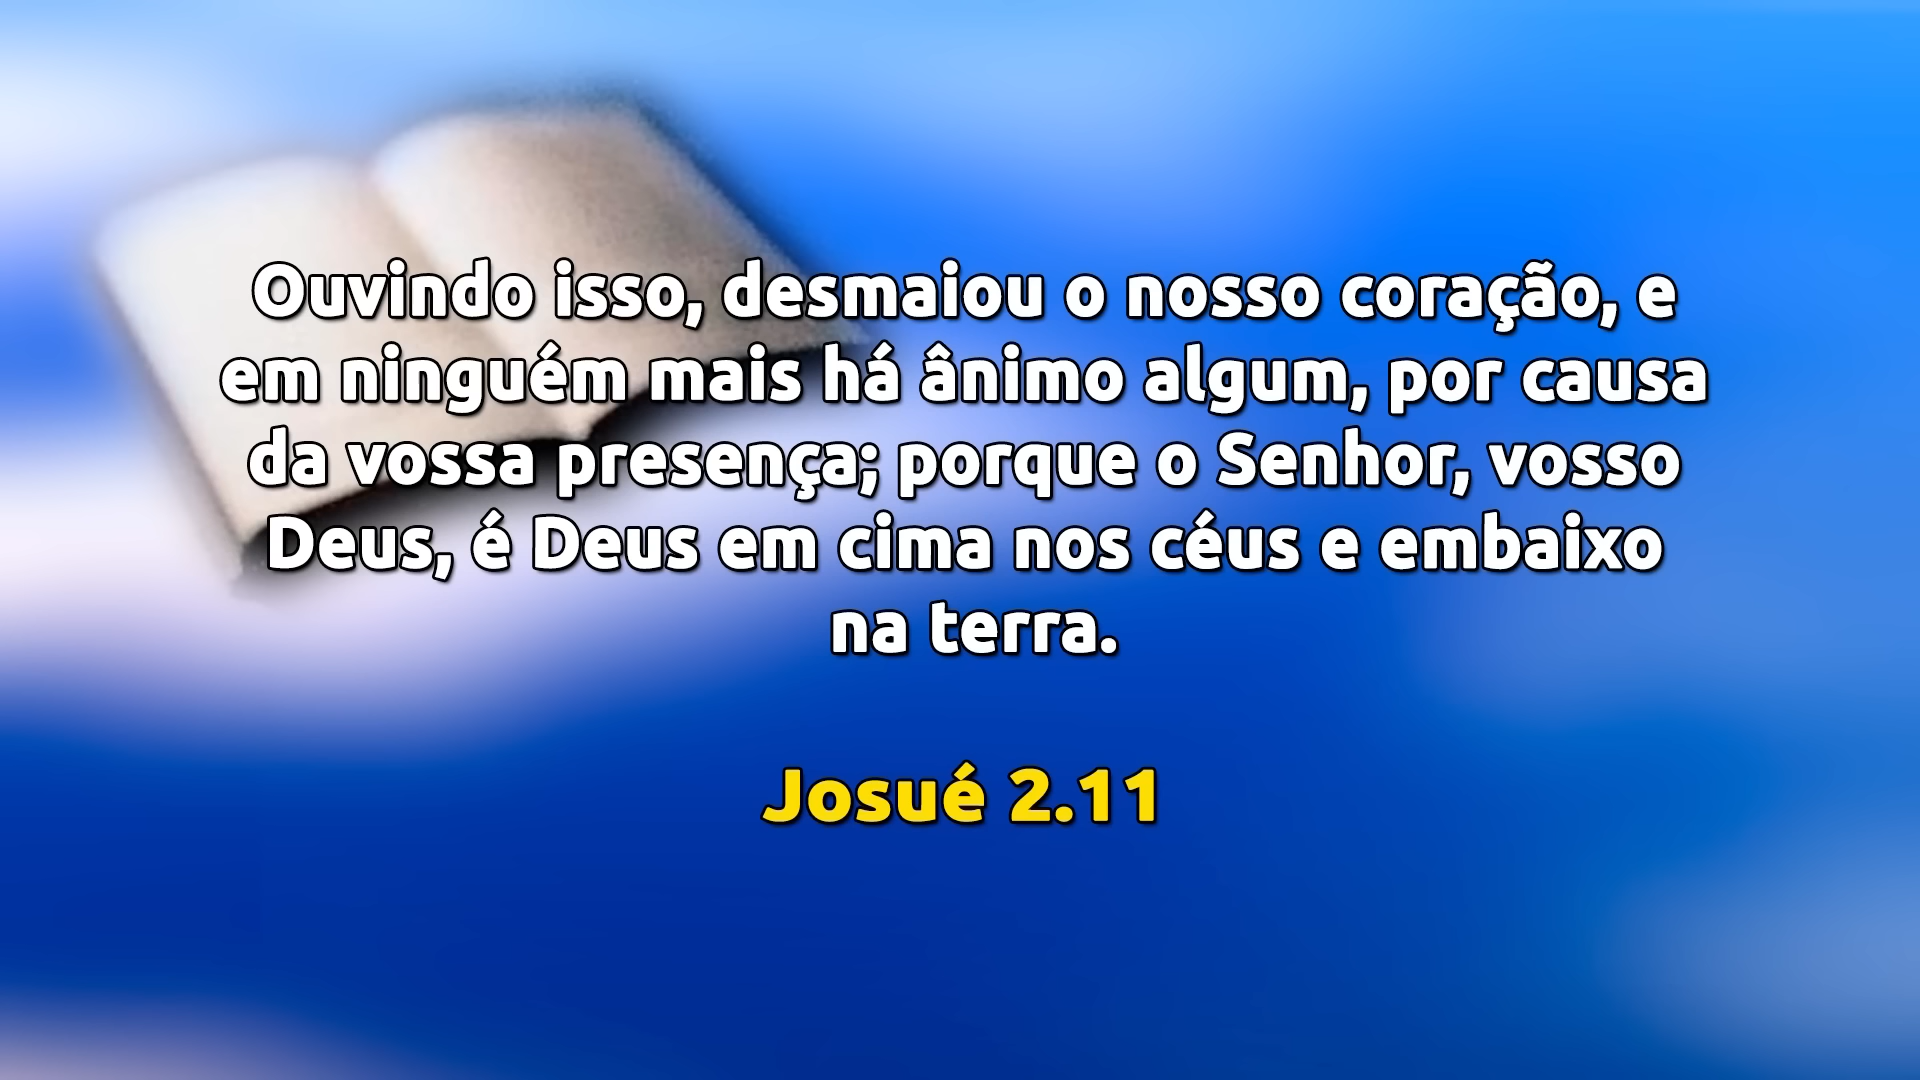 Ouvindo isso, desmaiou o nosso coração, e
em ninguém mais há ânimo algum, por causa
da vossa presença; porque o Senhor, vosso
Deus, é Deus em cima nos céus e embaixo
na terra.
Josué 2.11